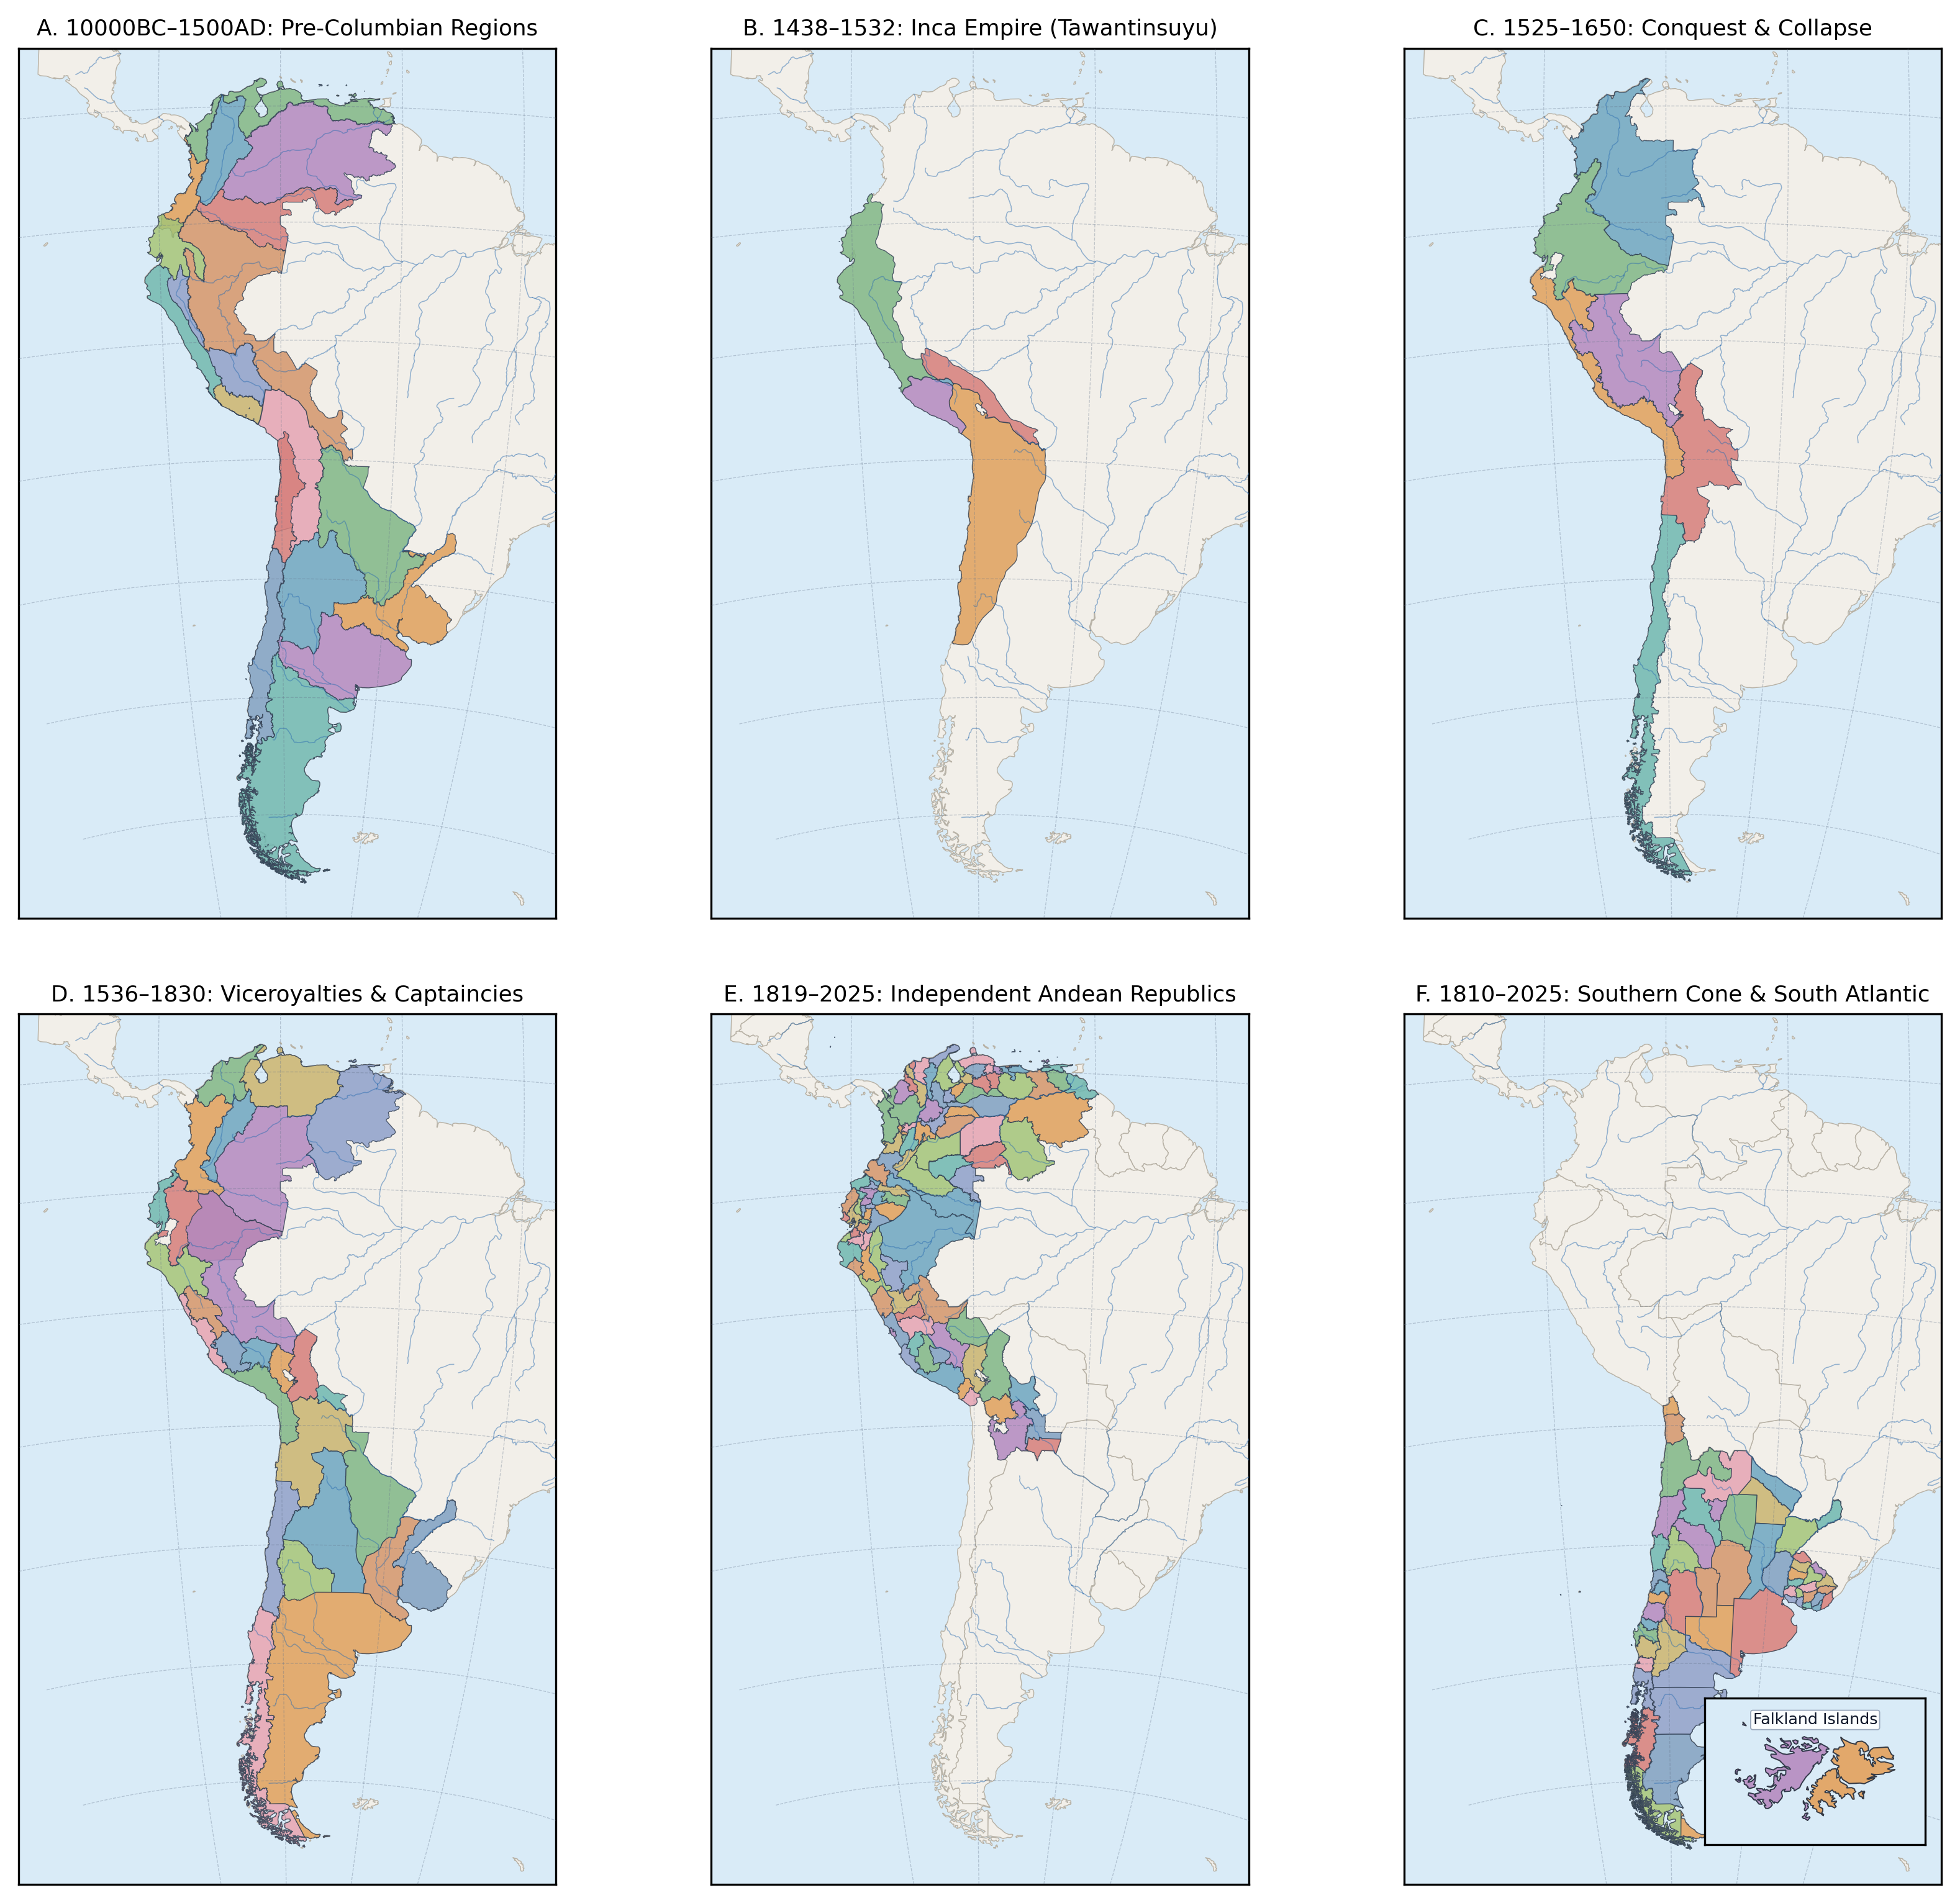 A. 10000BC–1500AD: Pre-Columbian Regions
B. 1438–1532: Inca Empire (Tawantinsuyu)
C. 1525–1650: Conquest & Collapse
D. 1536–1830: Viceroyalties & Captaincies
E. 1819–2025: Independent Andean Republics
F. 1810–2025: Southern Cone & South Atlantic
Falkland Islands